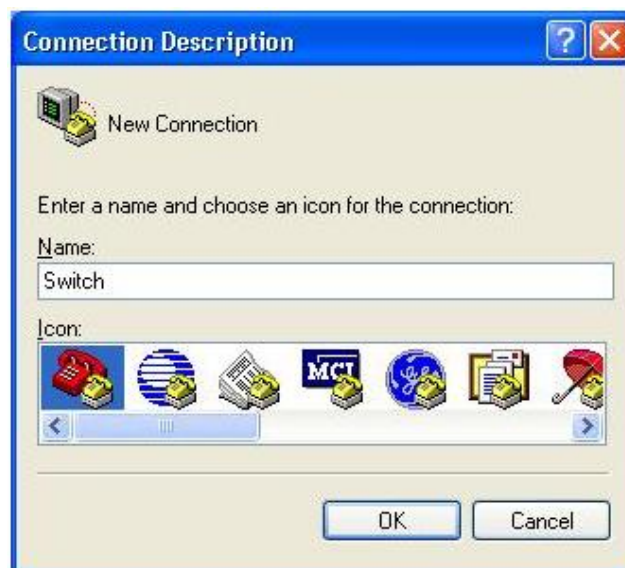 Connection Description
?
New Connection
Enter a name and choose an icon for the connection:
Name:
Switch
Icon:
MCI
OK
Cancel